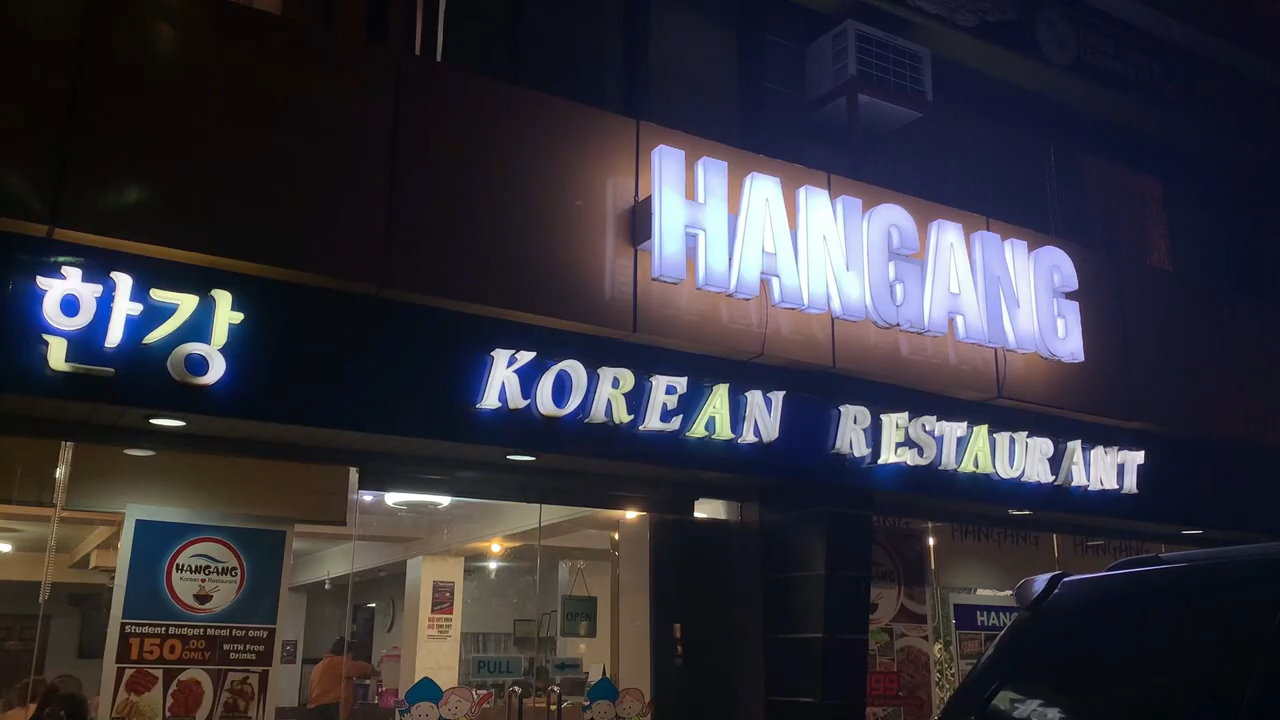 HANGANG
한강
KOREAN RESTAURANT
HANGANG
Korean Restaurant
Student Budget Meal for only
150.00 ONLY
WITH Free Drinks
OPEN
PULL
HANGANG
HANGANG